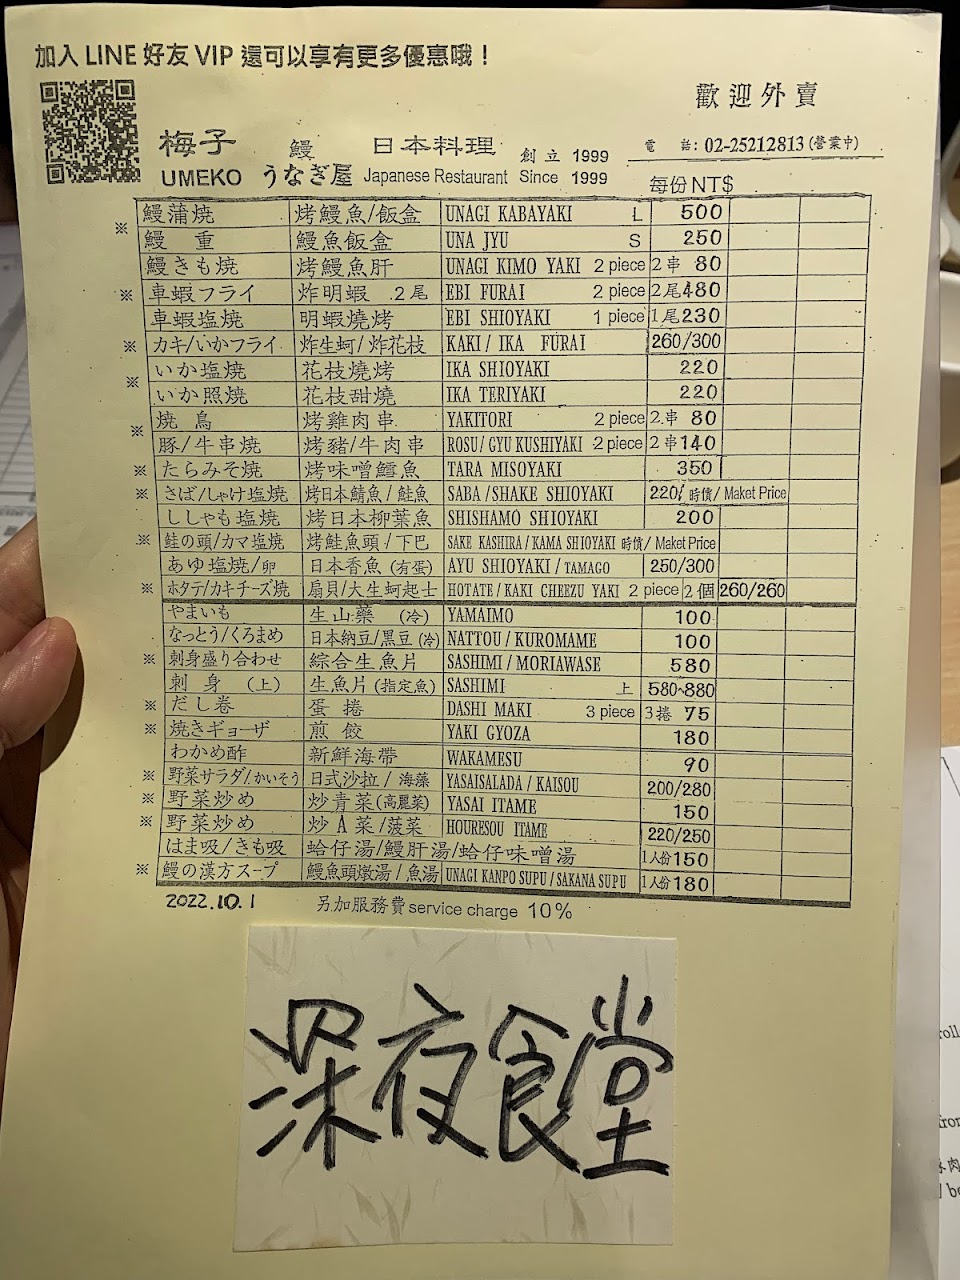 加入 LINE 好友 VIP 還可以享有更多優惠哦！
歡迎外賣
梅子 鰻 日本料理 創立 1999 電 話: 02-25212813 (營業中)
UMEKO うなぎ屋 Japanese Restaurant Since 1999 每份 NT$
※ 鰻蒲焼 烤鰻魚/飯盒 UNAGI KABAYAKI L 500
鰻 重 鰻魚飯盒 UNA JYU S 250
鰻きも焼 烤鰻魚肝 UNAGI KIMO YAKI 2 piece 2串 80
※ 車蝦フライ 炸明蝦 .2尾 EBI FURAI 2 piece 2尾480
車蝦塩焼 明蝦燒烤 EBI SHIOYAKI 1 piece 1尾230
※ カキ/いかフライ 炸生蚵/炸花枝 KAKI / IKA FURAI 260/300
いか塩焼 花枝燒烤 IKA SHIOYAKI 220
※ いか照焼 花枝甜燒 IKA TERIYAKI 220
焼 鳥 烤雞肉串 YAKITORI 2 piece 2.串 80
※ 豚/牛串焼 烤豬/牛肉串 ROSU/GYU KUSHIYAKI 2 piece 2串140
※ たらみそ焼 烤味噌鱈魚 TARA MISOYAKI 350
※ さば/しゃけ塩焼 烤日本鯖魚/鮭魚 SABA/SHAKE SHIOYAKI 220/ 時價/ Maket Price
ししゃも塩焼 烤日本柳葉魚 SHISHAMO SHIOYAKI 200
※ 鮭の頭/カマ塩焼 烤鮭魚頭/下巴 SAKE KASHIRA/KAMA SHIOYAKI 時價/ Maket Price
あゆ塩焼/卵 日本香魚 (有蛋) AYU SHIOYAKI / TAMAGO 250/300
※ ホタテ/カキチーズ焼 扇貝/大生蚵起士 HOTATE/KAKI CHEEZU YAKI 2 piece 2個 260/260
やまいも 生山藥 (冷) YAMAIMO 100
なっとう/くろまめ 日本納豆/黒豆 (冷) NATTOU / KUROMAME 100
※ 刺身盛り合わせ 綜合生魚片 SASHIMI / MORIAWASE 580
刺 身 (上) 生魚片 (指定魚) SASHIMI 上 580~880
※ だし巻 蛋 捲 DASHI MAKI 3 piece 3捲 75
※ 焼きギョーザ 煎 餃 YAKI GYOZA 180
わかめ酢 新鮮海帶 WAKAMESU 90
※ 野菜サラダ/かいそう 日式沙拉/海藻 YASAISALADA / KAISOU 200/280
※ 野菜炒め 炒青菜(高麗菜) YASAI ITAME 150
※ 野菜炒め 炒A菜/菠菜 HOURESOU ITAME 220/250
はま吸/きも吸 蛤仔湯/鰻肝湯/蛤仔味噌湯 1人份150
※ 鰻の漢方スープ 鰻魚頭燉湯/魚湯 UNAGI KANPO SUPU / SAKANA SUPU 1人份180
2022.10.1 另加服務費 service charge 10%
深夜食堂